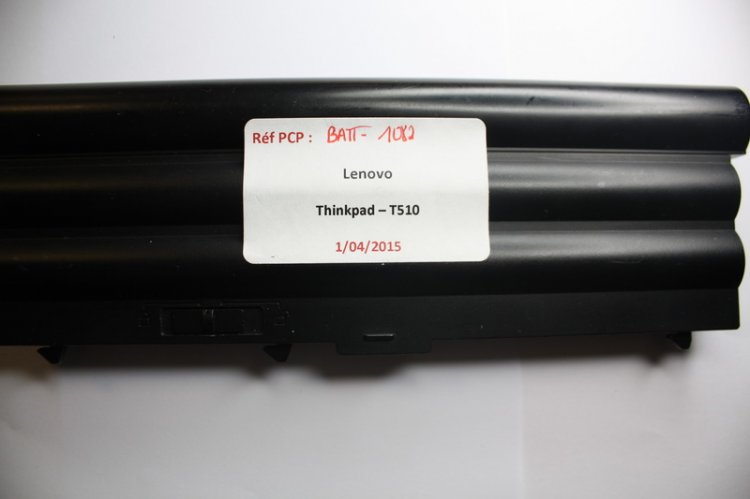 Réf PCP : BATT- 1082
Lenovo
Thinkpad – T510
1/04/2015